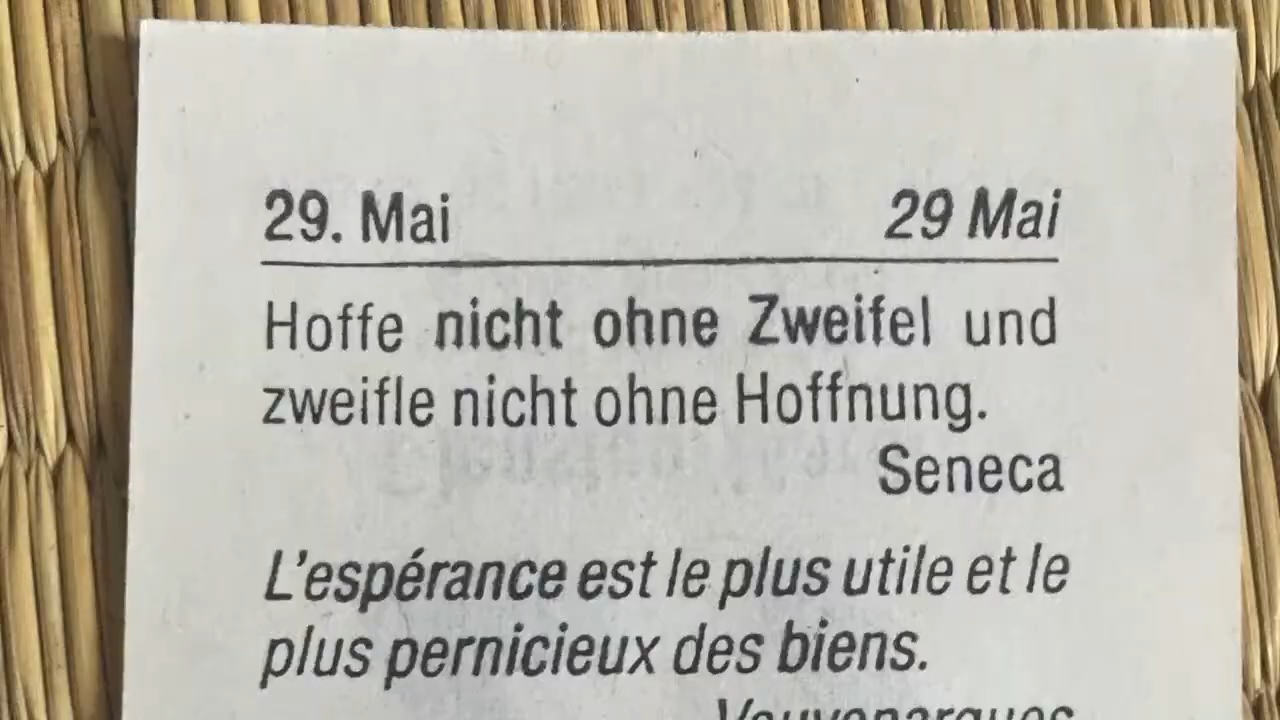 29. Mai 29 Mai
Hoffe nicht ohne Zweifel und
zweifle nicht ohne Hoffnung.
Seneca
L'espérance est le plus utile et le
plus pernicieux des biens.
Vauvenargues